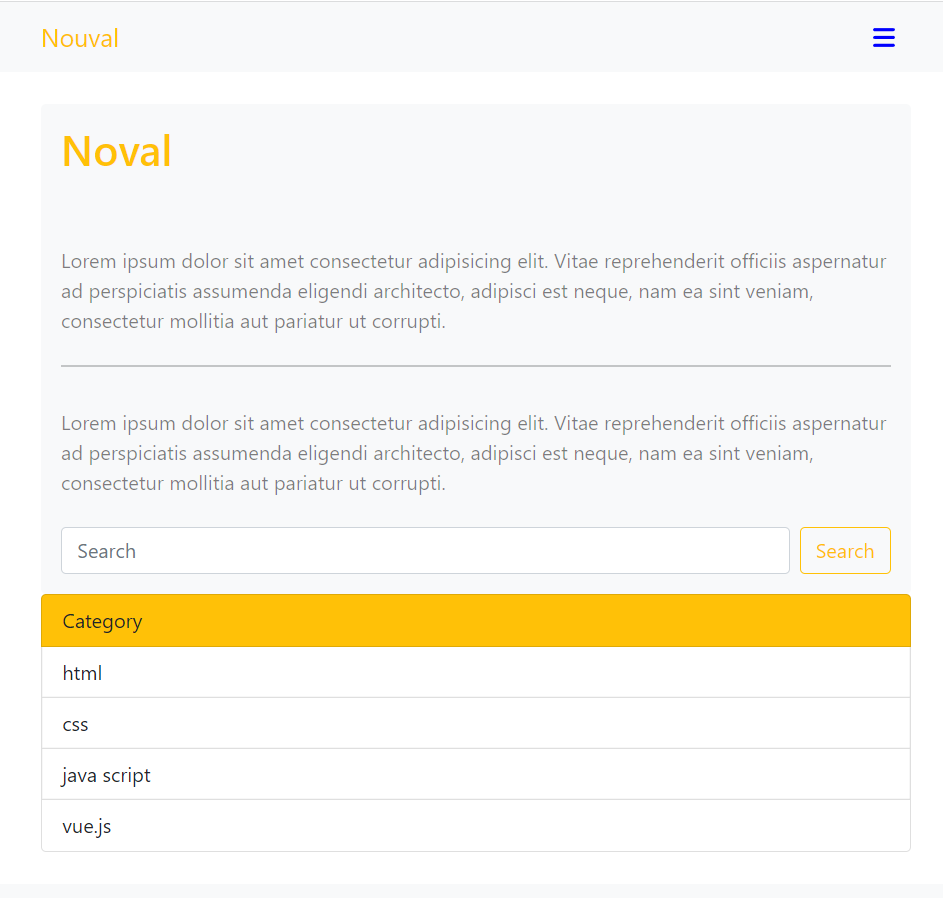 Nouval
Noval
Lorem ipsum dolor sit amet consectetur adipisicing elit. Vitae reprehenderit officiis aspernatur
ad perspiciatis assumenda eligendi architecto, adipisci est neque, nam ea sint veniam,
consectetur mollitia aut pariatur ut corrupti.
Lorem ipsum dolor sit amet consectetur adipisicing elit. Vitae reprehenderit officiis aspernatur
ad perspiciatis assumenda eligendi architecto, adipisci est neque, nam ea sint veniam,
consectetur mollitia aut pariatur ut corrupti.
Search Search
Category
html
css
java script
vue.js